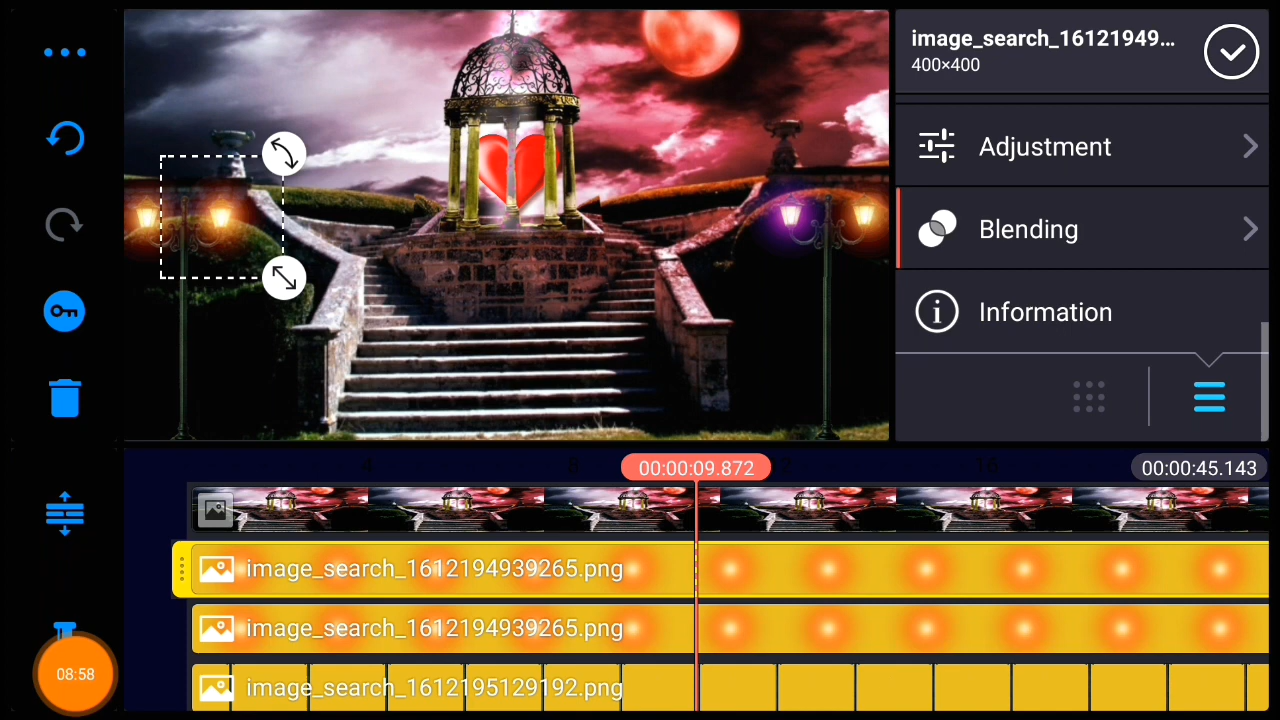 image_search_16121949...
400×400
Adjustment
Blending
Information
4
8
00:00:09.872
16
00:00:45.143
image_search_1612194939265.png
image_search_1612194939265.png
image_search_1612195129192.png
08:58